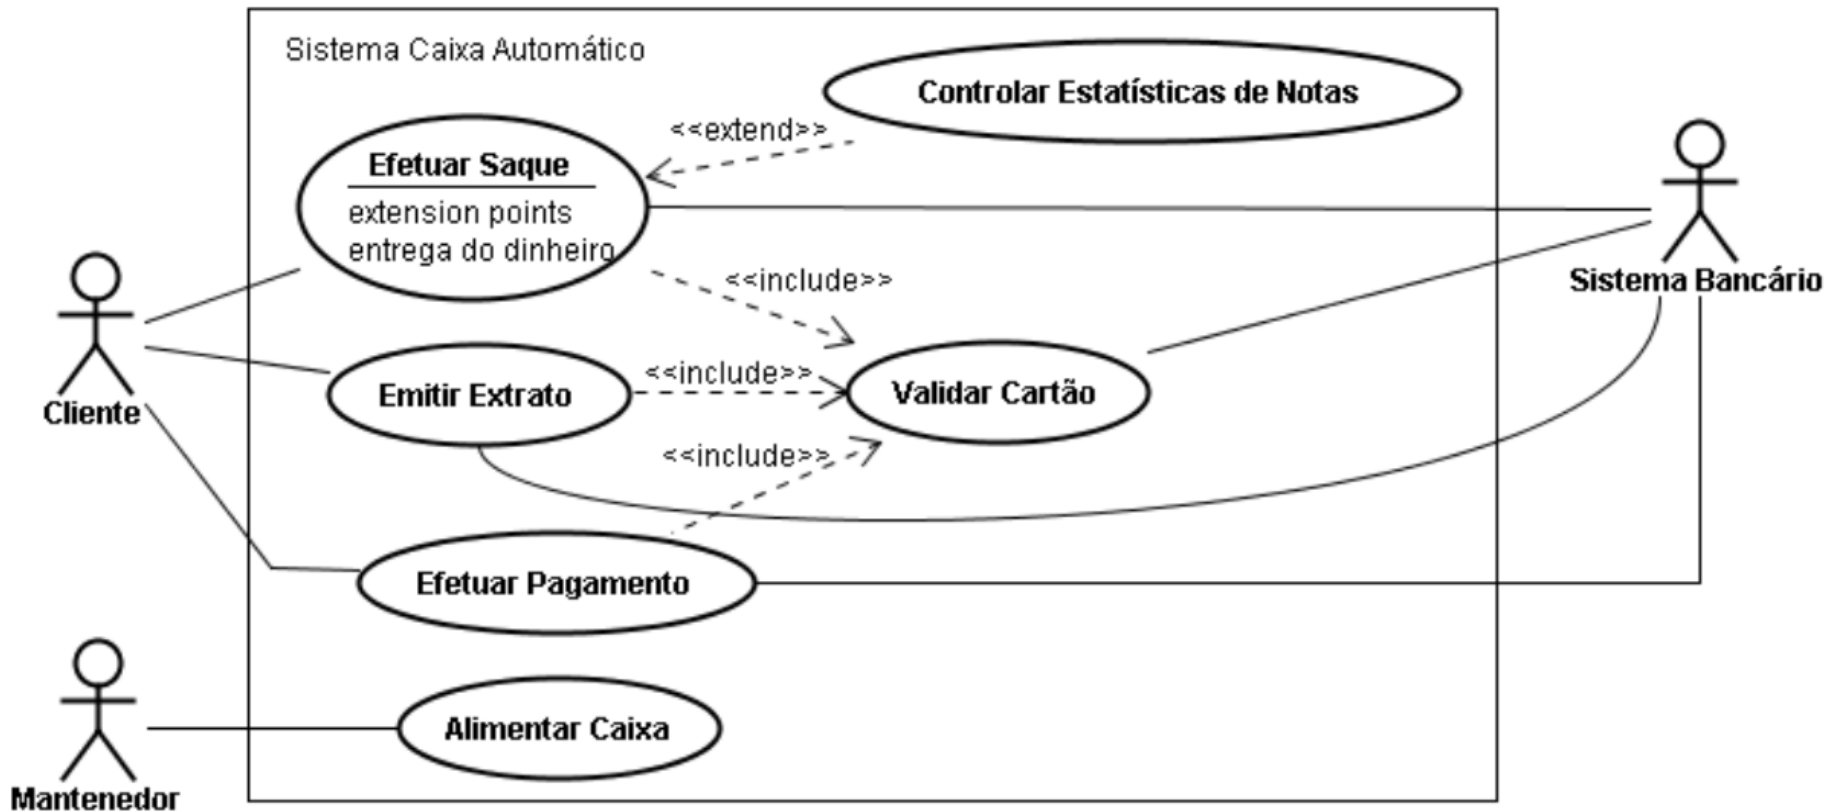 Sistema Caixa Automático
Controlar Estatísticas de Notas
<<extend>>
Efetuar Saque
extension points
entrega do dinheiro
Sistema Bancário
<<include>>
Cliente
Emitir Extrato
<<include>>
Validar Cartão
<<include>>
Efetuar Pagamento
Alimentar Caixa
Mantenedor